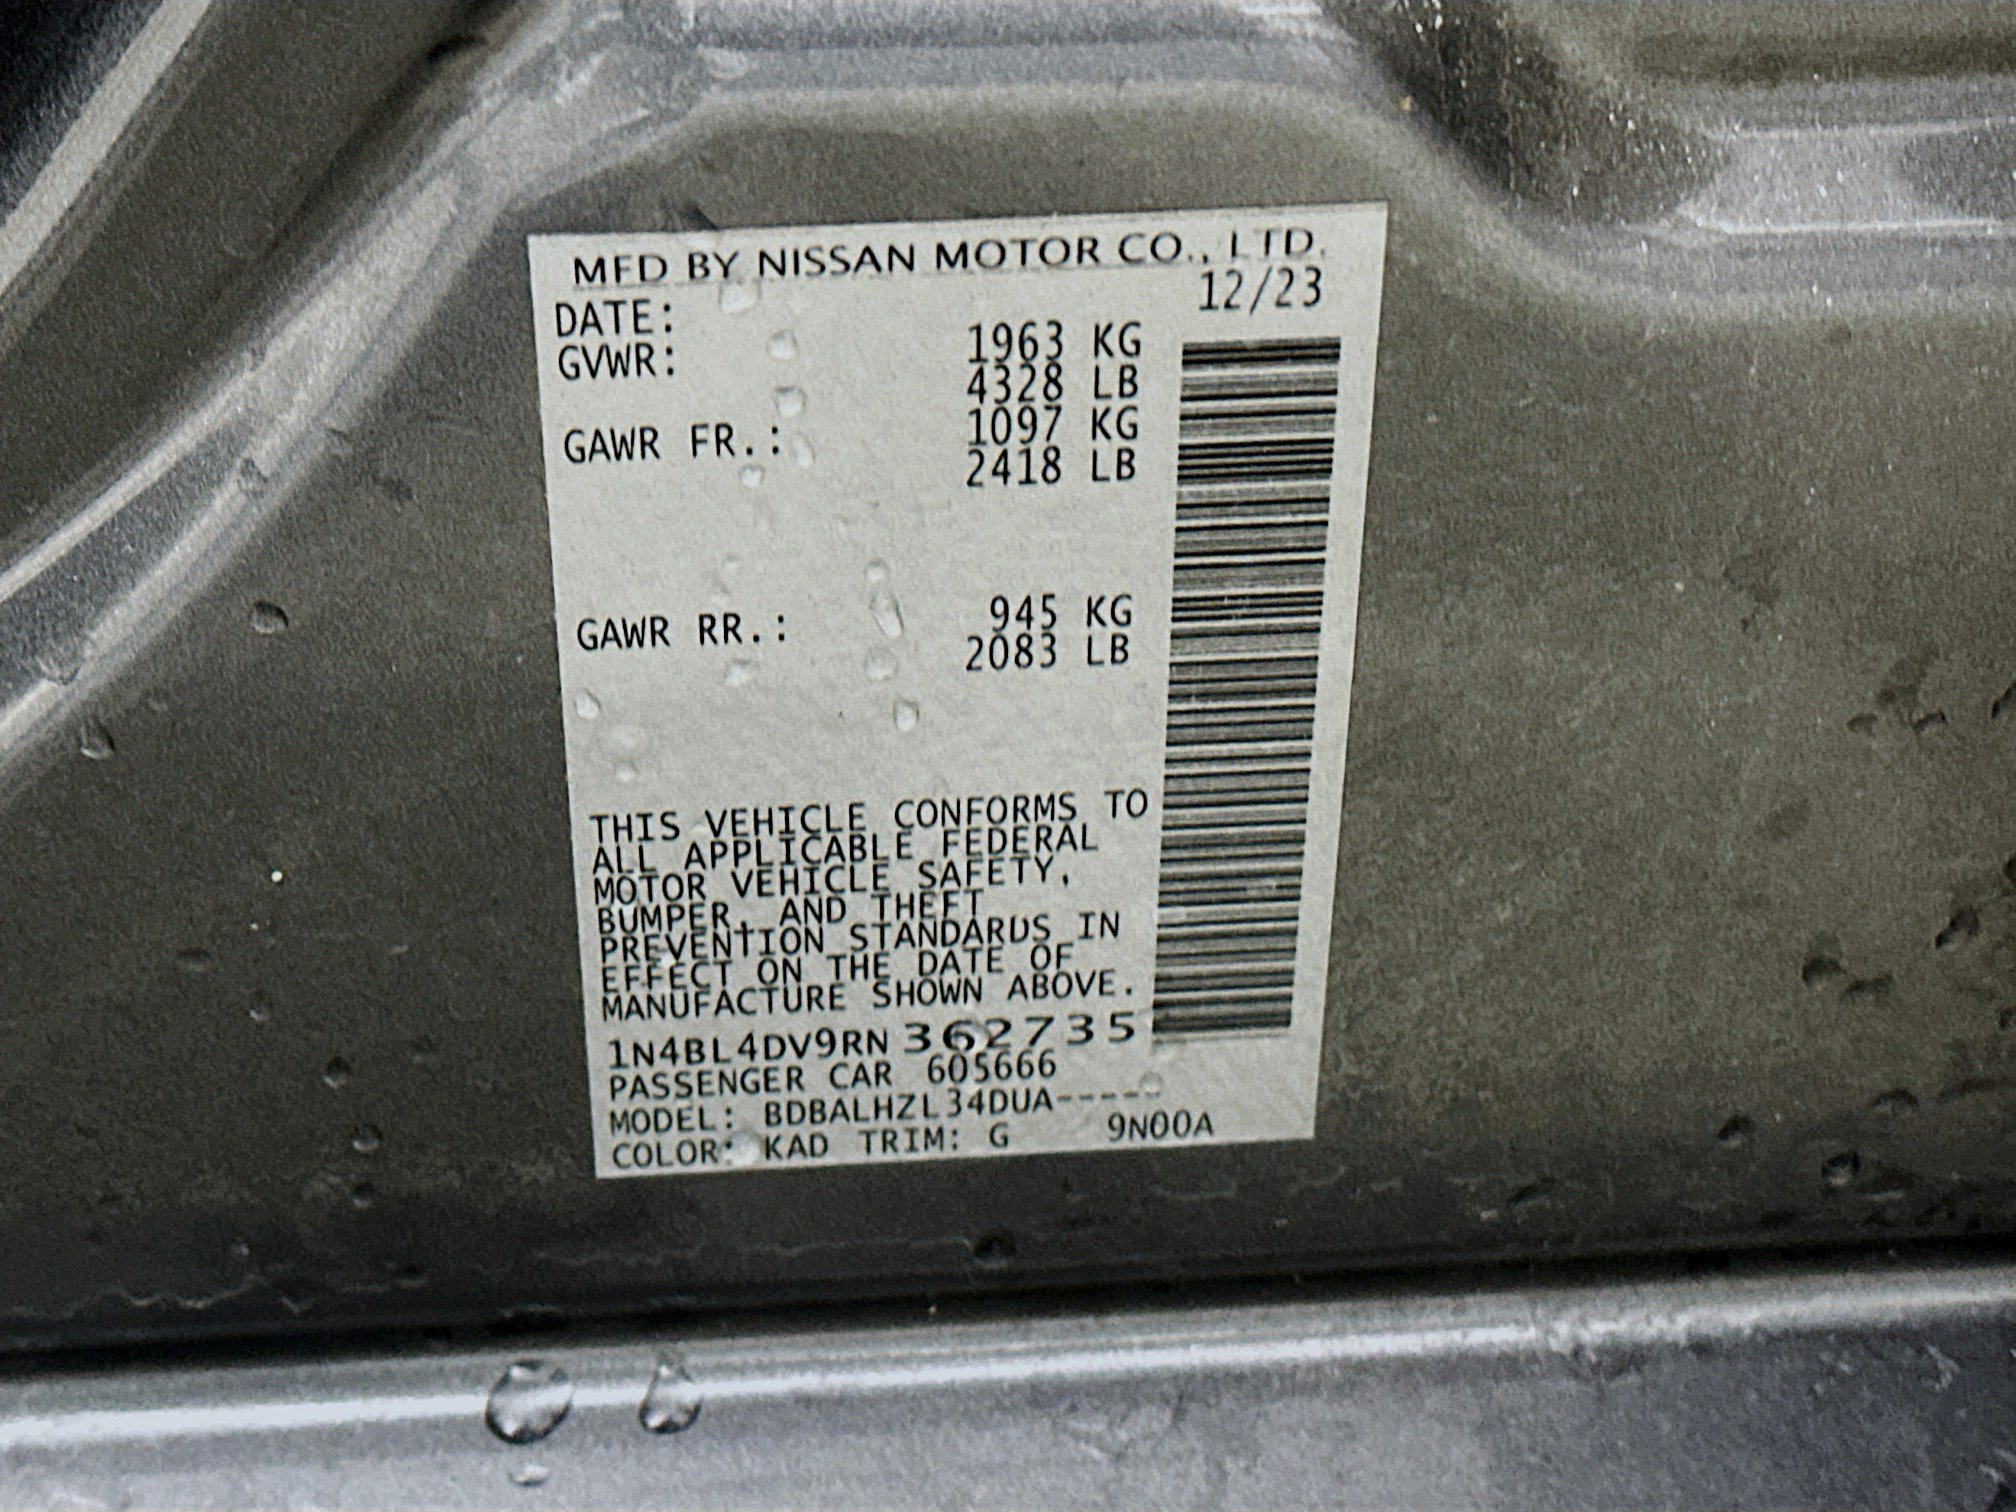 MFD BY NISSAN MOTOR CO., LTD.
DATE: 12/23
GVWR: 1963 KG
4328 LB
GAWR FR.: 1097 KG
2418 LB
GAWR RR.: 945 KG
2083 LB
THIS VEHICLE CONFORMS TO
ALL APPLICABLE FEDERAL
MOTOR VEHICLE SAFETY,
BUMPER, AND THEFT
PREVENTION STANDARDS IN
EFFECT ON THE DATE OF
MANUFACTURE SHOWN ABOVE.
1N4BL4DV9RN 362735
PASSENGER CAR 605666
MODEL: BDBALHZL34DUA-----
COLOR: KAD TRIM: G 9N00A